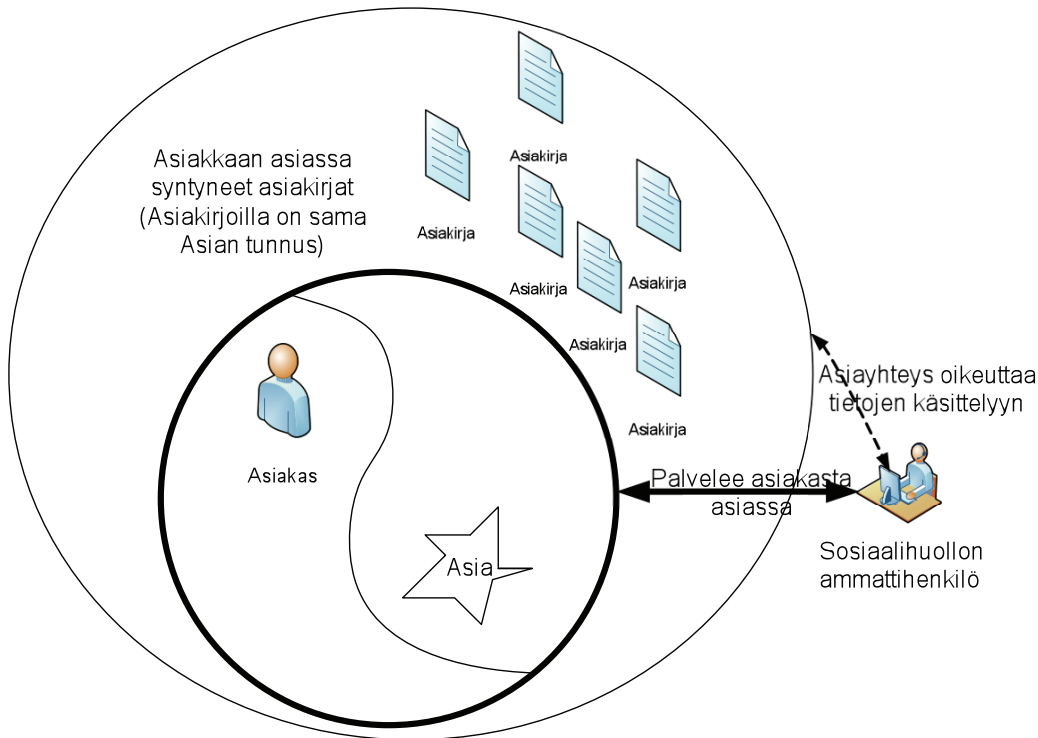 Asiakkaan asiassa
syntyneet asiakirjat
(Asiakirjoilla on sama
Asian tunnus)
Asiakirja
Asiakirja
Asiakirja
Asiakirja
Asiakirja
Asiakirja
Asiakas
Asia
Asiayhteys oikeuttaa
tietojen käsittelyyn
Palvelee asiakasta
asiassa
Sosiaalihuollon
ammattihenkilö